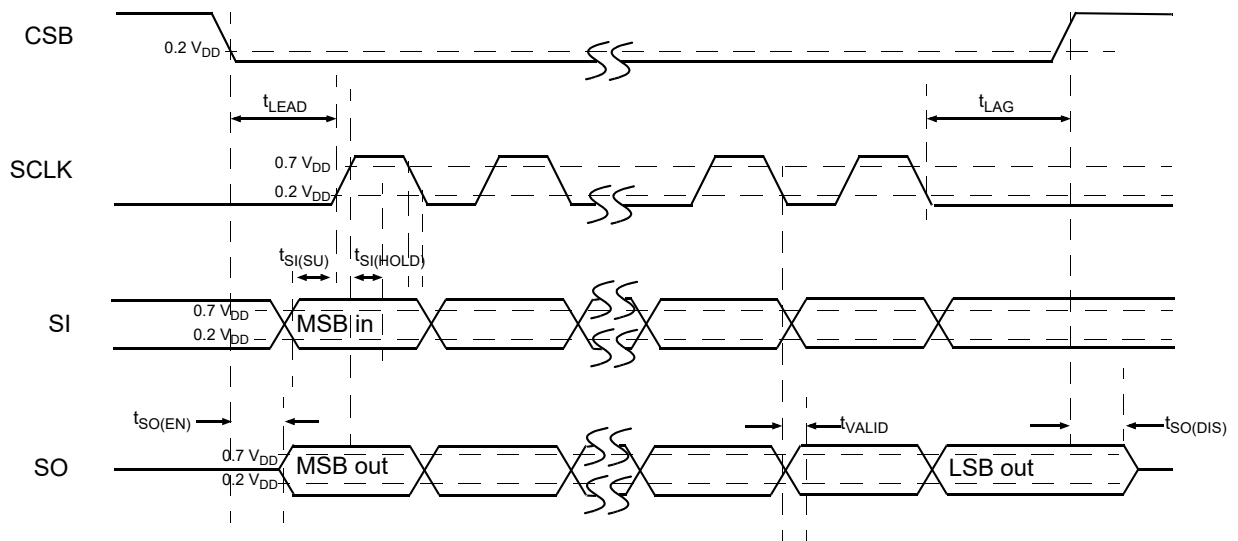 CSB
0.2 VDD
tLEAD
tLAG
SCLK
0.7 VDD
0.2 VDD
tSI(SU)
tSI(HOLD)
SI
0.7 VDD
0.2 VDD
MSB in
tSO(EN)
tVALID
tSO(DIS)
SO
0.7 VDD
0.2 VDD
MSB out
LSB out